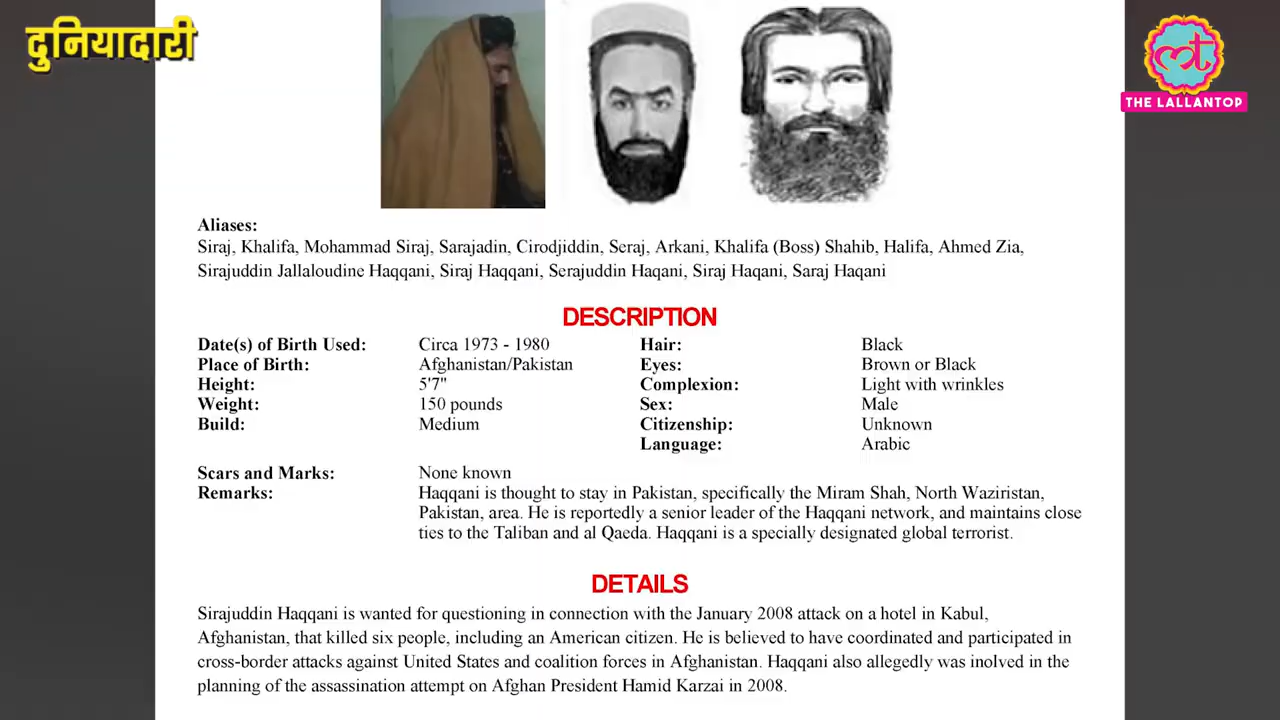 दुनियादारी
lt
THE LALLANTOP
Aliases:
Siraj, Khalifa, Mohammad Siraj, Sarajadin, Cirodjiddin, Seraj, Arkani, Khalifa (Boss) Shahib, Halifa, Ahmed Zia,
Sirajuddin Jallaloudine Haqqani, Siraj Haqqani, Serajuddin Haqani, Siraj Haqani, Saraj Haqani
DESCRIPTION
Date(s) of Birth Used: Circa 1973 - 1980 Hair: Black
Place of Birth: Afghanistan/Pakistan Eyes: Brown or Black
Height: 5'7" Complexion: Light with wrinkles
Weight: 150 pounds Sex: Male
Build: Medium Citizenship: Unknown
Language: Arabic
Scars and Marks: None known
Remarks: Haqqani is thought to stay in Pakistan, specifically the Miram Shah, North Waziristan,
Pakistan, area. He is reportedly a senior leader of the Haqqani network, and maintains close
ties to the Taliban and al Qaeda. Haqqani is a specially designated global terrorist.
DETAILS
Sirajuddin Haqqani is wanted for questioning in connection with the January 2008 attack on a hotel in Kabul,
Afghanistan, that killed six people, including an American citizen. He is believed to have coordinated and participated in
cross-border attacks against United States and coalition forces in Afghanistan. Haqqani also allegedly was inolved in the
planning of the assassination attempt on Afghan President Hamid Karzai in 2008.